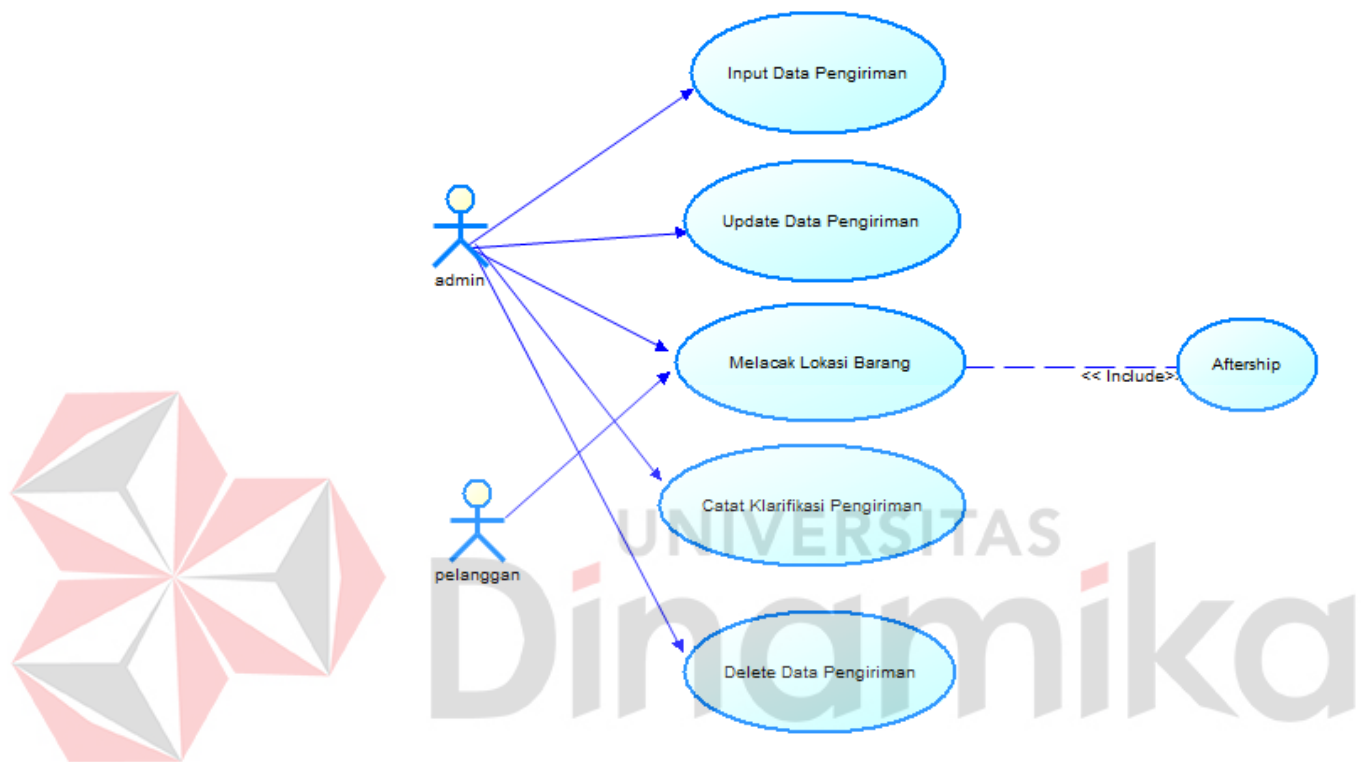 Input Data Pengiriman
Update Data Pengiriman
admin
Melacak Lokasi Barang
<< Include>
Aftership
Catat Klarifikasi Pengiriman
UNIVERSITAS
Dinamika
pelanggan
Delete Data Pengiriman